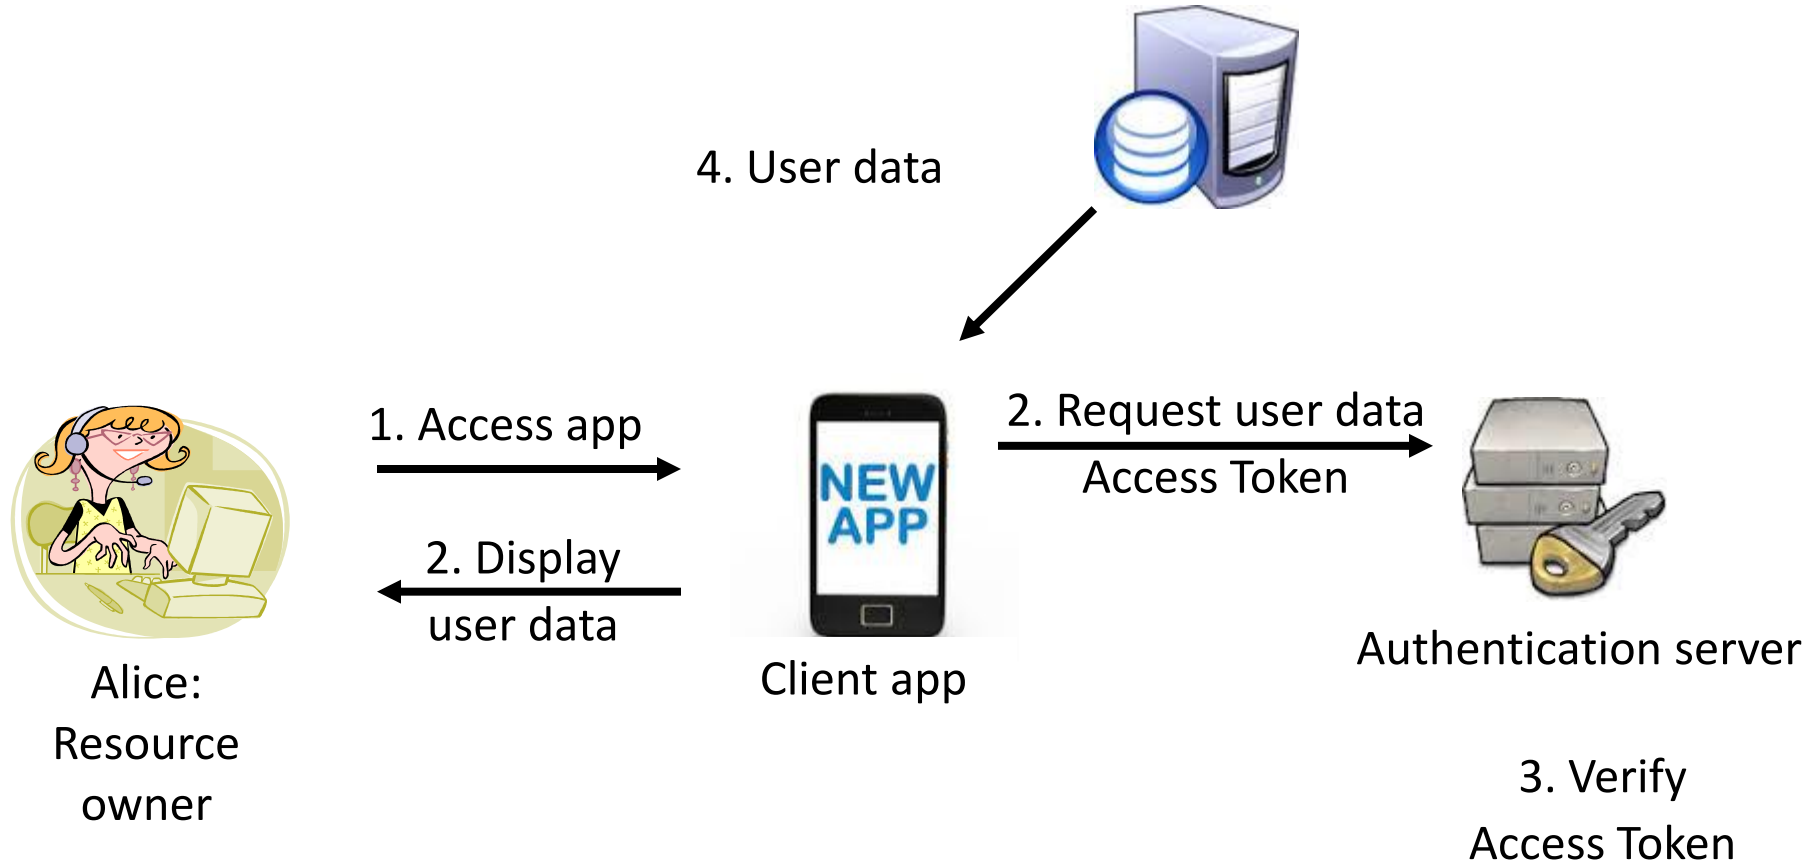 4. User data
1. Access app
2. Request user data
Access Token
NEW
APP
2. Display
user data
Authentication server
Client app
Alice:
Resource
owner
3. Verify
Access Token